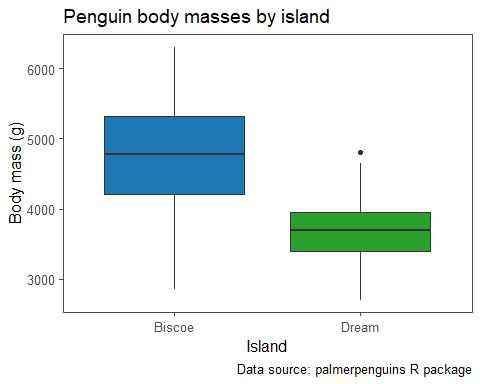 Penguin body masses by island
6000
5000
4000
3000
Body mass (g)
Biscoe
Dream
Island
Data source: palmerpenguins R package